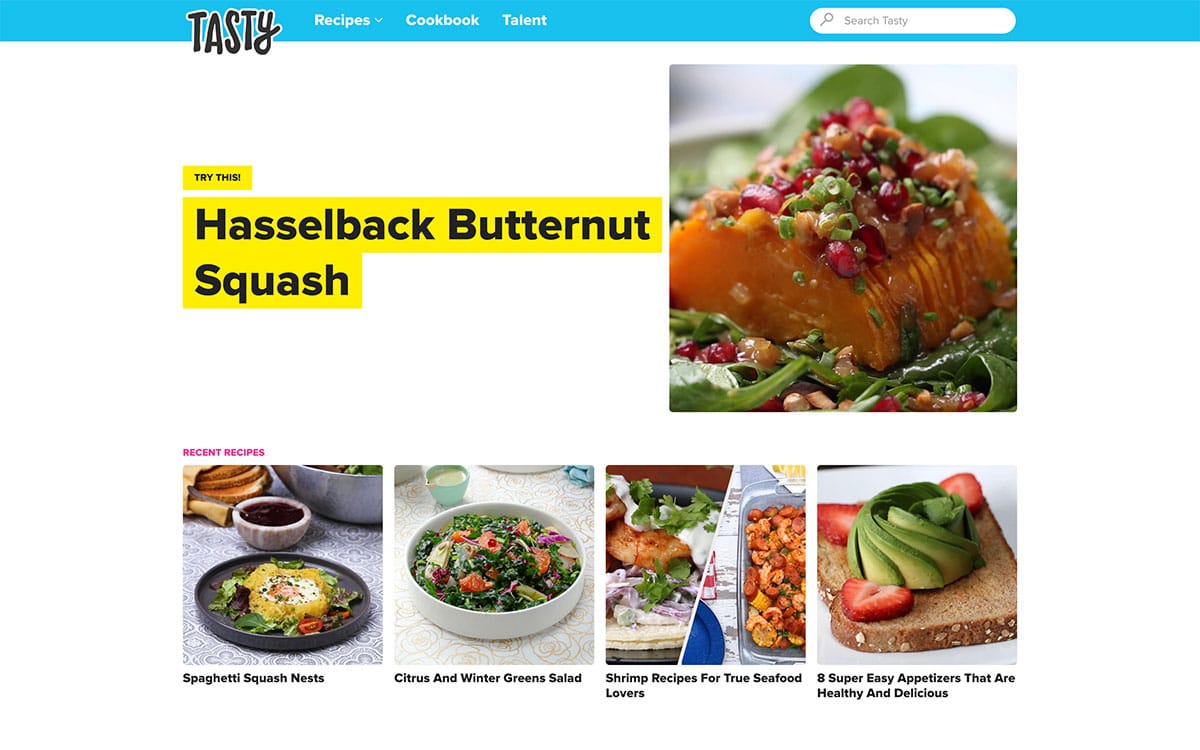 TASTY
Recipes
Cookbook
Talent
Search Tasty
TRY THIS!
Hasselback Butternut
Squash
RECENT RECIPES
Spaghetti Squash Nests
Citrus And Winter Greens Salad
Shrimp Recipes For True Seafood
Lovers
8 Super Easy Appetizers That Are
Healthy And Delicious